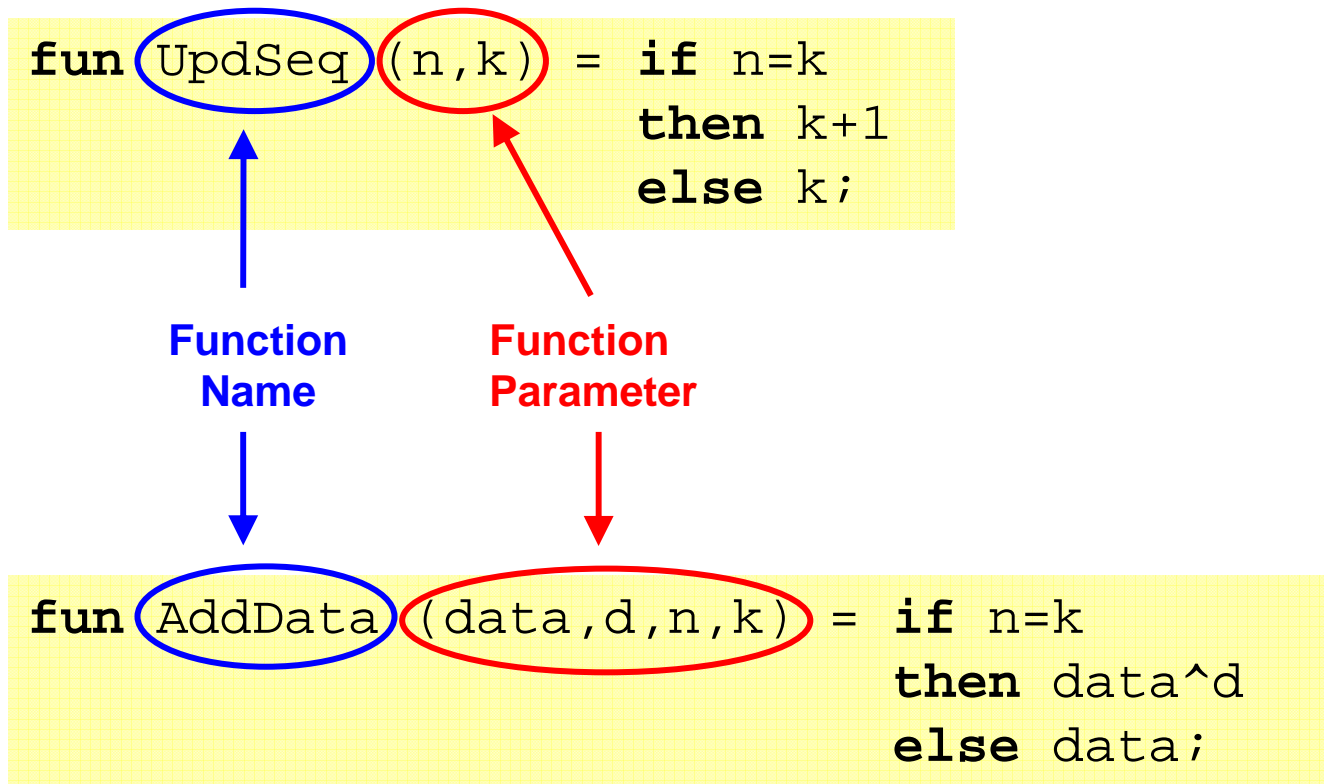 fun UpdSeq (n,k) = if n=k
then k+1
else k;
Function
Name
Function
Parameter
fun AddData (data,d,n,k) = if n=k
then data^d
else data;